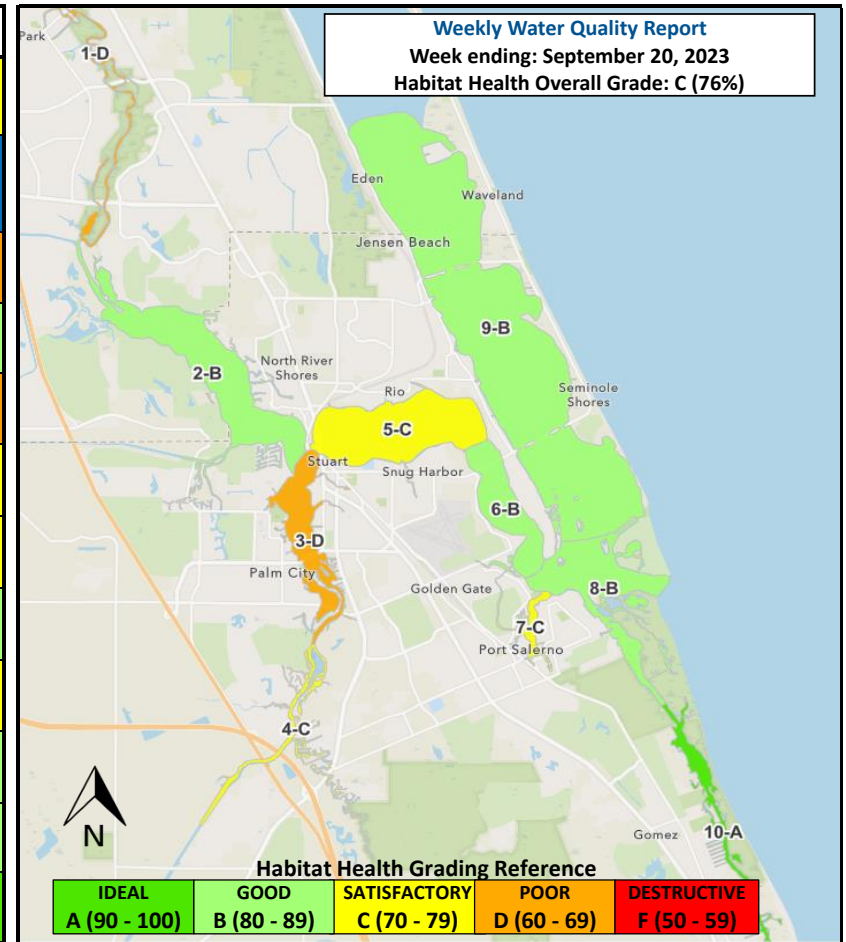 Weekly Water Quality Report
Week ending: September 20, 2023
Habitat Health Overall Grade: C (76%)
Park
1-D
Eden
Waveland
Jensen Beach
9-B
North River
Shores
2-B
Rio
Seminole
Shores
5-C
Stuart
Snug Harbor
6-B
3-D
Palm City
Golden Gate
8-B
7-C
Port Salerno
4-C
N
Gomez
10-A
Habitat Health Grading Reference
IDEAL GOOD SATISFACTORY POOR DESTRUCTIVE
A (90 - 100) B (80 - 89) C (70 - 79) D (60 - 69) F (50 - 59)